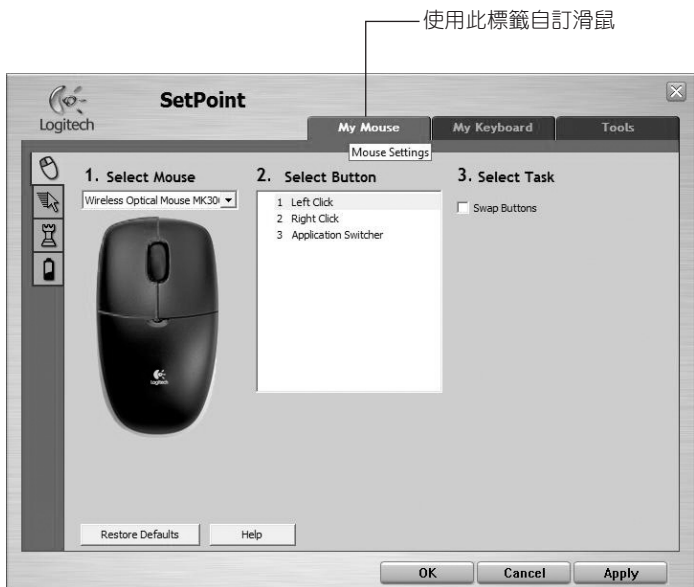 使用此標籤自訂滑鼠
Logitech
SetPoint
My Mouse
My Keyboard
Tools
Mouse Settings
1. Select Mouse
2. Select Button
3. Select Task
Wireless Optical Mouse MK30
1 Left Click
2 Right Click
3 Application Switcher
Swap Buttons
Logitech
Restore Defaults
Help
OK
Cancel
Apply